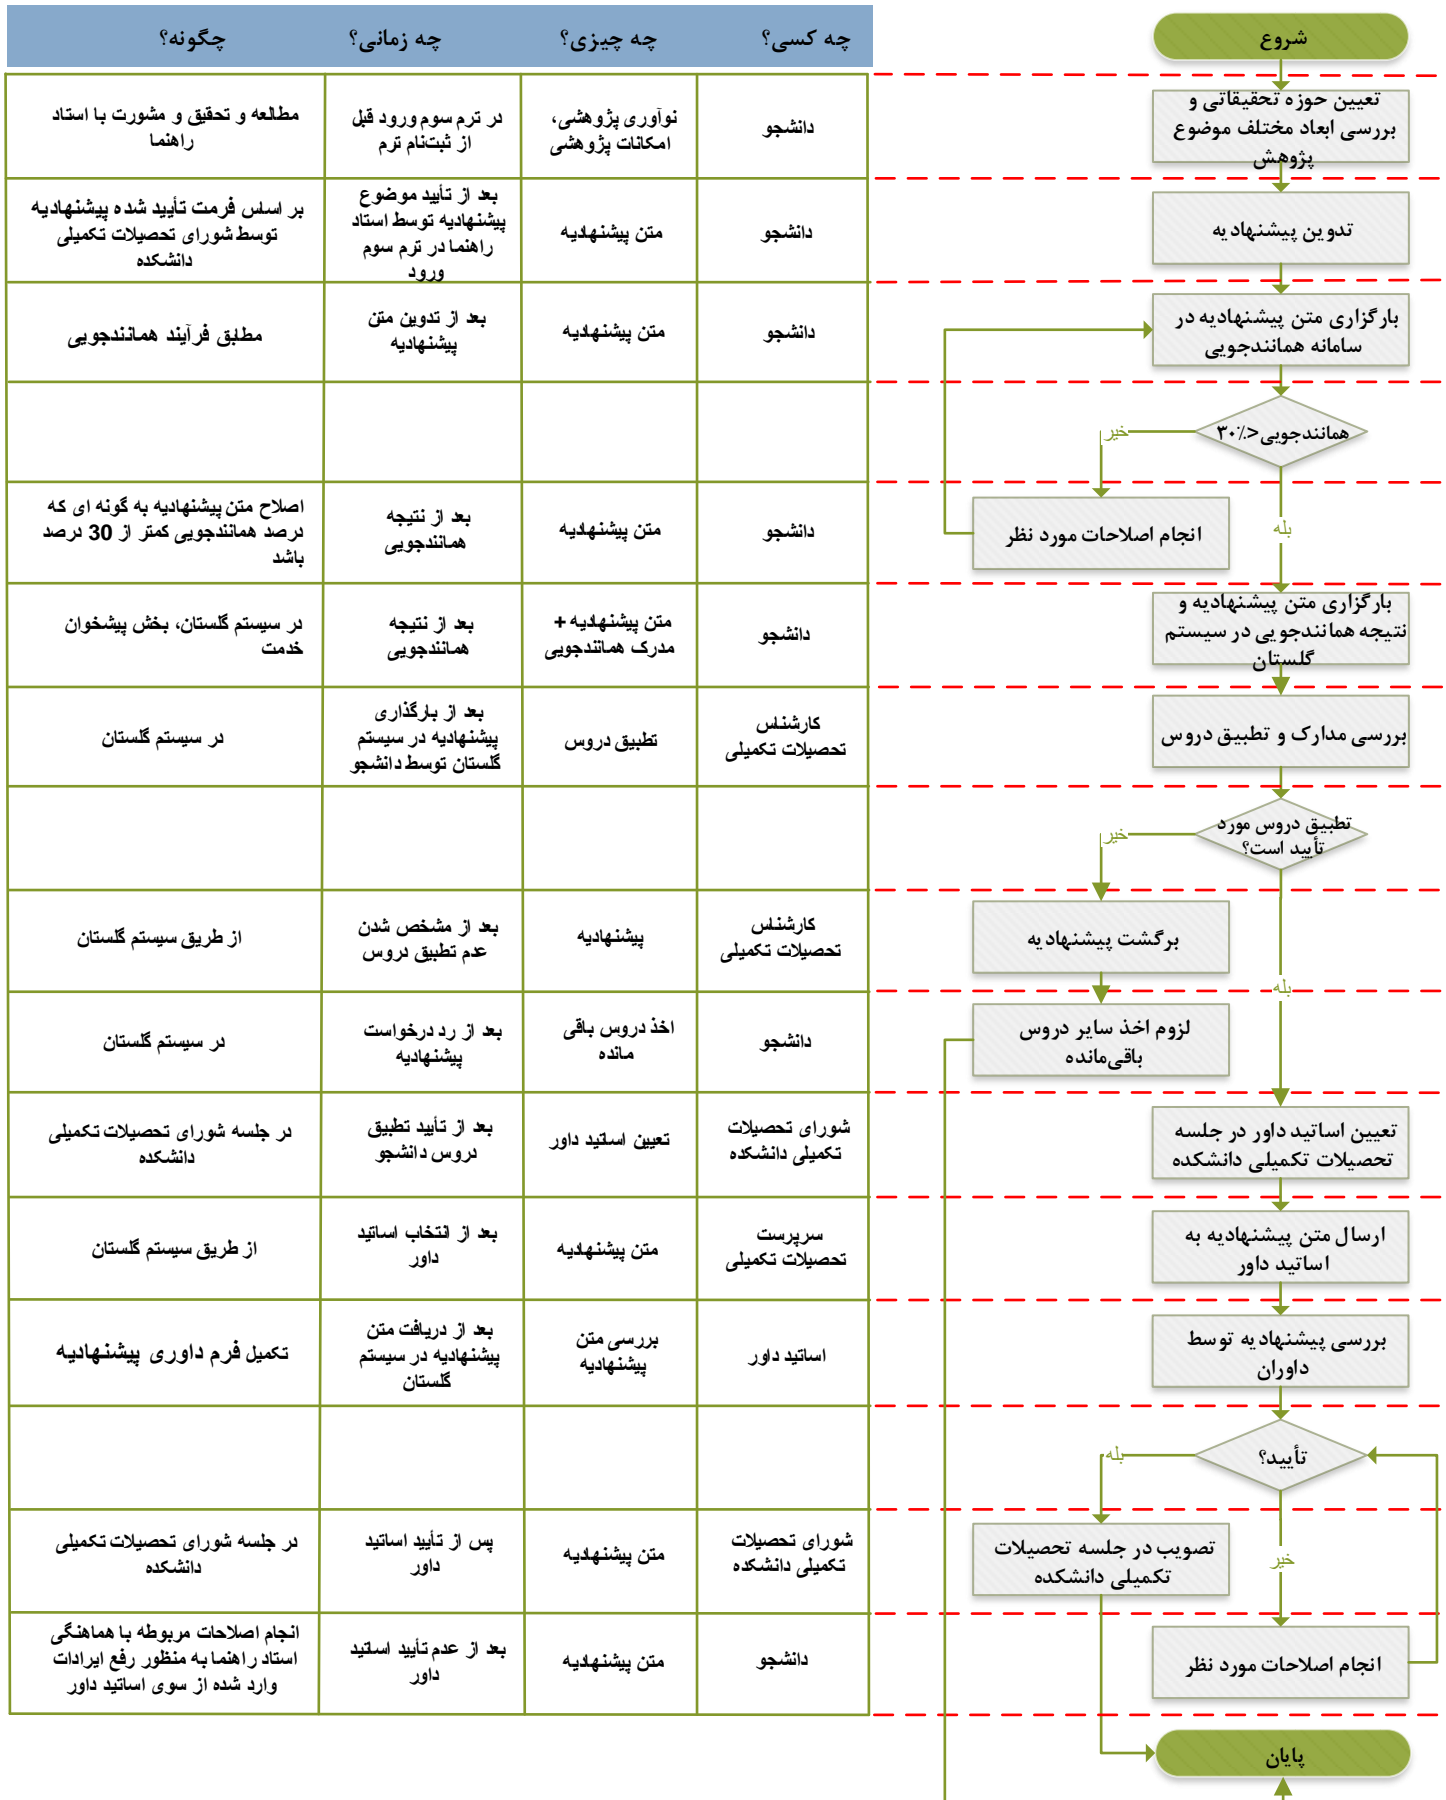 شروع
چه کسی؟
چه چیزی؟
چه زمانی؟
چگونه؟
تعیین حوزه تحقیقاتی و
بررسی ابعاد مختلف موضوع
پژوهش
دانشجو
نوآوری پژوهشی،
امکانات پژوهشی
در ترم سوم ورود قبل
از ثبت‌نام ترم
مطالعه و تحقیق و مشورت با استاد
راهنما
تدوین پیشنهادیه
دانشجو
متن پیشنهادیه
بعد از تأیید موضوع
پیشنهادیه توسط استاد
راهنما در ترم سوم
ورود
بر اساس فرمت تأیید شده پیشنهادیه
توسط شورای تحصیلات تکمیلی
دانشکده
بارگزاری متن پیشنهادیه در
سامانه همانندجویی
دانشجو
متن پیشنهادیه
بعد از تدوین متن
پیشنهادیه
مطابق فرآیند همانندجویی
همانندجویی<۳۰٪
خیر
بله
انجام اصلاحات مورد نظر
دانشجو
متن پیشنهادیه
بعد از نتیجه
همانندجویی
اصلاح متن پیشنهادیه به گونه ای که
درصد همانندجویی کمتر از 30 درصد
باشد
بارگزاری متن پیشنهادیه و
نتیجه همانندجویی در سیستم
گلستان
دانشجو
متن پیشنهادیه +
مدرک همانندجویی
بعد از نتیجه
همانندجویی
در سیستم گلستان، بخش پیشخوان
خدمت
بررسی مدارک و تطبیق دروس
کارشناس
تحصیلات تکمیلی
تطبیق دروس
بعد از بارگذاری
پیشنهادیه در سیستم
گلستان توسط دانشجو
در سیستم گلستان
تطبیق دروس مورد
تأیید است؟
خیر
بله
برگشت پیشنهادیه
کارشناس
تحصیلات تکمیلی
پیشنهادیه
بعد از مشخص شدن
عدم تطبیق دروس
از طریق سیستم گلستان
لزوم اخذ سایر دروس
باقی‌مانده
دانشجو
اخذ دروس باقی
مانده
بعد از رد درخواست
پیشنهادیه
در سیستم گلستان
تعیین اساتید داور در جلسه
تحصیلات تکمیلی دانشکده
شورای تحصیلات
تکمیلی دانشکده
تعیین اساتید داور
بعد از تأیید تطبیق
دروس دانشجو
در جلسه شورای تحصیلات تکمیلی
دانشکده
ارسال متن پیشنهادیه به
اساتید داور
سرپرست
تحصیلات تکمیلی
متن پیشنهادیه
بعد از انتخاب اساتید
داور
از طریق سیستم گلستان
بررسی پیشنهادیه توسط
داوران
اساتید داور
بررسی متن
پیشنهادیه
بعد از دریافت متن
پیشنهادیه در سیستم
گلستان
تکمیل فرم داوری پیشنهادیه
تأیید؟
بله
خیر
تصویب در جلسه تحصیلات
تکمیلی دانشکده
شورای تحصیلات
تکمیلی دانشکده
متن پیشنهادیه
پس از تأیید اساتید
داور
در جلسه شورای تحصیلات تکمیلی
دانشکده
انجام اصلاحات مورد نظر
دانشجو
متن پیشنهادیه
بعد از عدم تأیید اساتید
داور
انجام اصلاحات مربوطه با هماهنگی
استاد راهنما به منظور رفع ایرادات
وارد شده از سوی اساتید داور
پایان